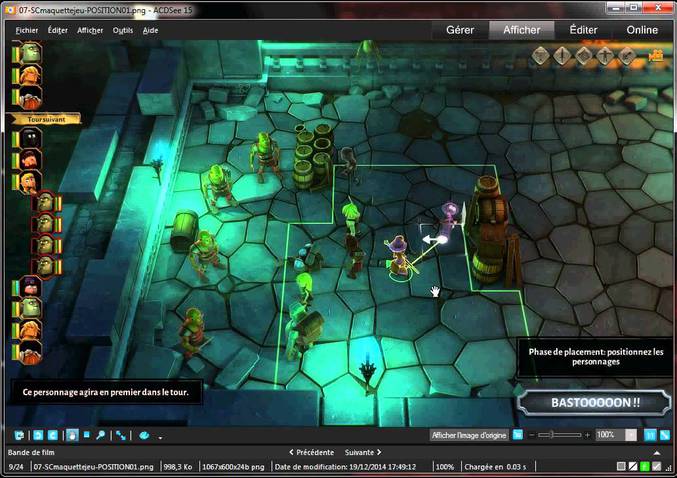 07-SCmaquettejeu-POSITION01.png - ACDSee 15
Fichier Éditer Afficher Outils Aide
Gérer Afficher Éditer Online
Tour suivant
Phase de placement: positionnez les
personnages
Ce personnage agira en premier dans le tour.
BASTOOOOON !!
Afficher l'image d'origine
100%
Bande de film
Précédente Suivante
9/24 07-SCmaquettejeu-POSITION01.png 998,3 Ko 1067x600x24b png Date de modification: 19/12/2014 17:49:12 100% Chargée en 0.03 s